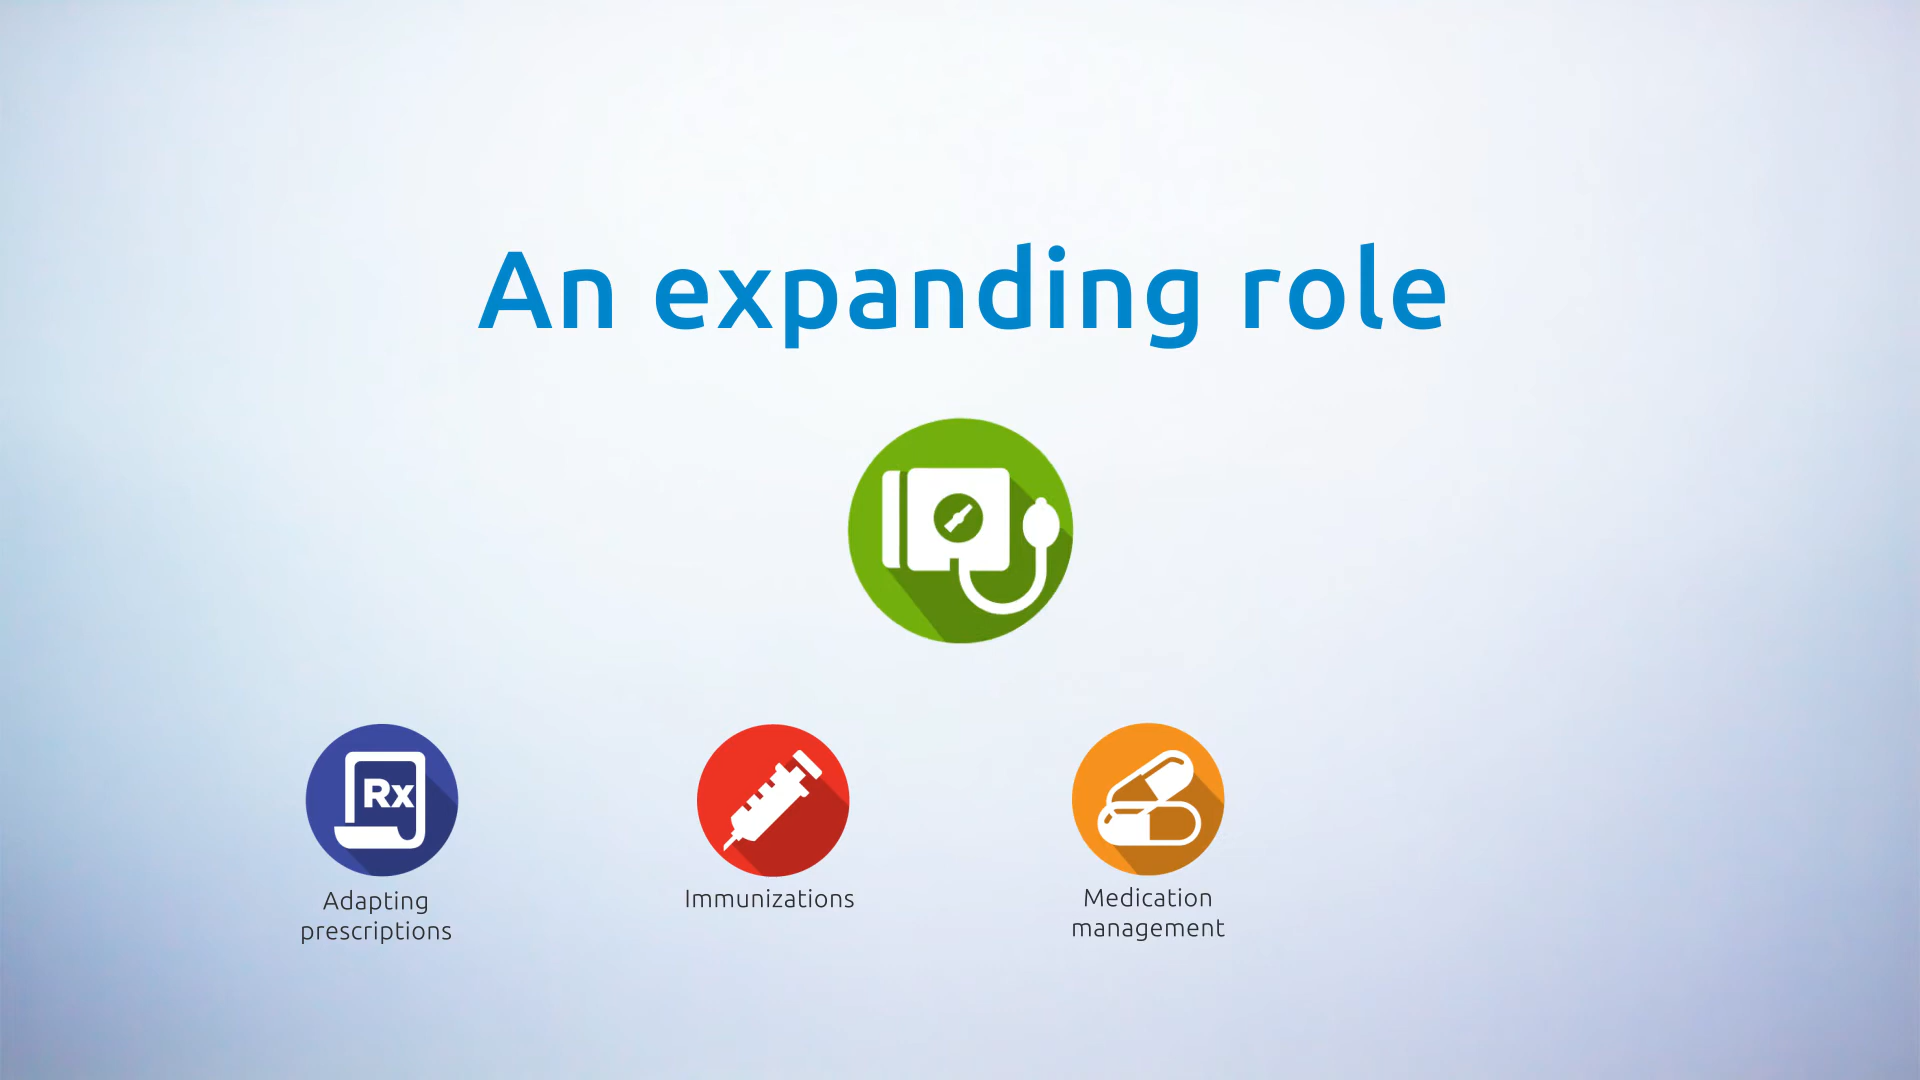 An expanding role
Rx
Adapting
prescriptions
Immunizations
Medication
management